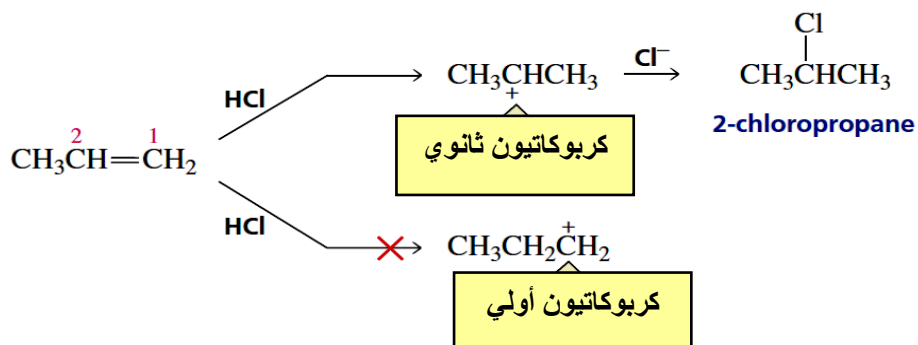 Cl
HCl
CH₃CHCH₃
+
Cl⁻
CH₃CHCH₃
كربوكاتيون ثانوي
2-chloropropane
2 1
CH₃CH=CH₂
HCl
+
CH₃CH₂CH₂
كربوكاتيون أولي